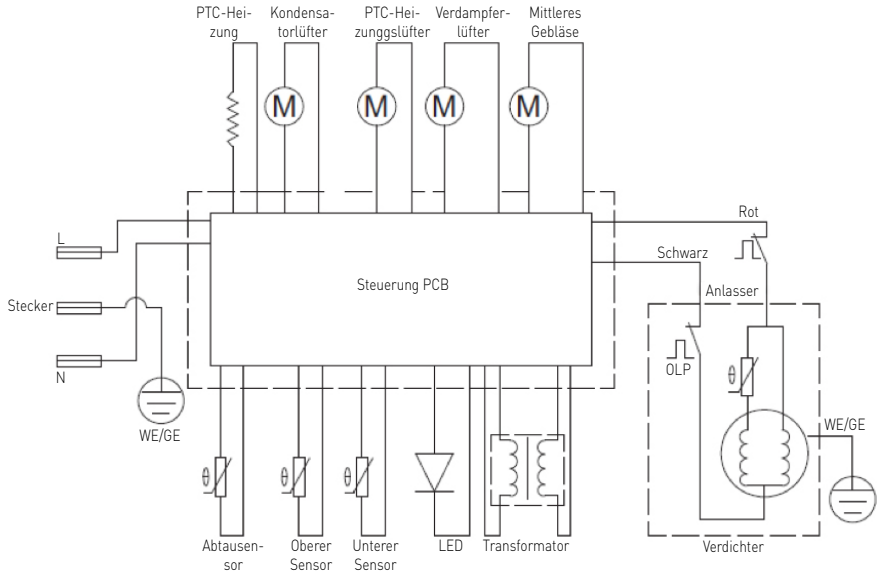 PTC-Hei-
zung
Kondensa-
torlüfter
PTC-Hei-
zunggslüfter
Verdampfer-
lüfter
Mittleres
Gebläse
M
M
M
M
Rot
L
Schwarz
Steuerung PCB
Anlasser
Stecker
OLP
θ
N
WE/GE
WE/GE
θ
θ
θ
Abtausen-
sor
Oberer
Sensor
Unterer
Sensor
LED
Transformator
Verdichter